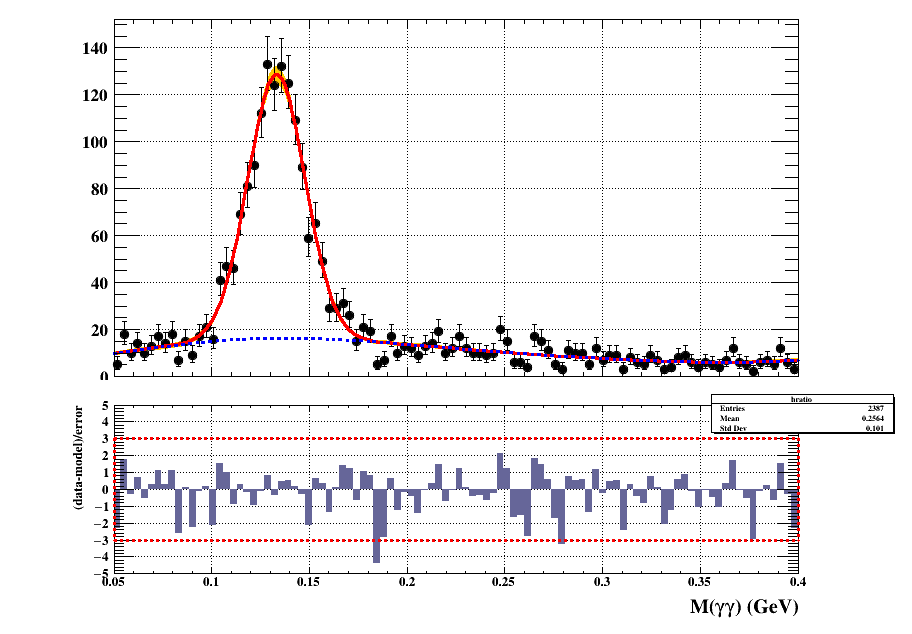 140
120
100
80
60
40
20
0
(data-model)/error
5
4
3
2
1
0
−1
−2
−3
−4
−5
hratio
Entries 2387
Mean 0.2564
Std Dev 0.101
0.05 0.1 0.15 0.2 0.25 0.3 0.35 0.4
M(γγ) (GeV)